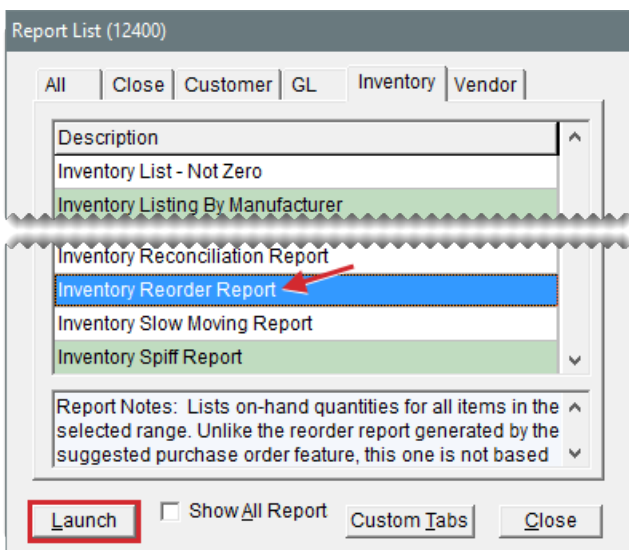 Report List (12400)
All Close Customer GL Inventory Vendor
Description
Inventory List - Not Zero
Inventory Listing By Manufacturer
Inventory Reconciliation Report
Inventory Reorder Report
Inventory Slow Moving Report
Inventory Spiff Report
Report Notes: Lists on-hand quantities for all items in the
selected range. Unlike the reorder report generated by the
suggested purchase order feature, this one is not based
Launch Show All Report Custom Tabs Close